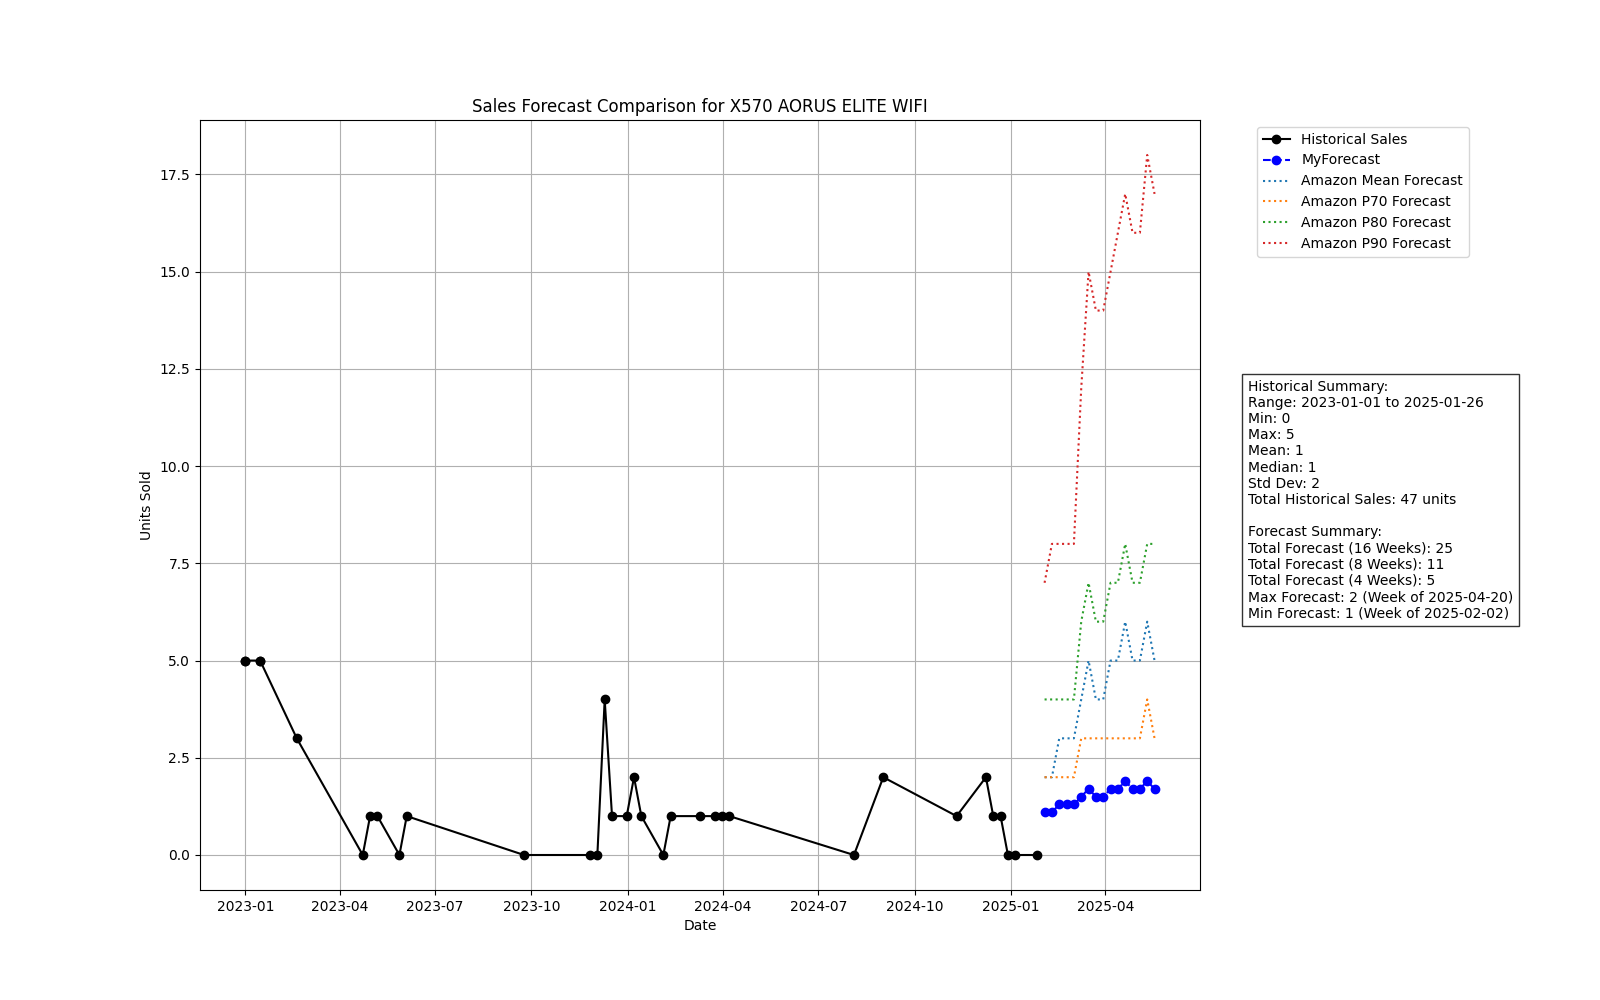 Sales Forecast Comparison for X570 AORUS ELITE WIFI
Units Sold
17.5
15.0
12.5
10.0
7.5
5.0
2.5
0.0
2023-01
2023-04
2023-07
2023-10
2024-01
2024-04
2024-07
2024-10
2025-01
2025-04
Date
Historical Sales
MyForecast
Amazon Mean Forecast
Amazon P70 Forecast
Amazon P80 Forecast
Amazon P90 Forecast
Historical Summary:
Range: 2023-01-01 to 2025-01-26
Min: 0
Max: 5
Mean: 1
Median: 1
Std Dev: 2
Total Historical Sales: 47 units
Forecast Summary:
Total Forecast (16 Weeks): 25
Total Forecast (8 Weeks): 11
Total Forecast (4 Weeks): 5
Max Forecast: 2 (Week of 2025-04-20)
Min Forecast: 1 (Week of 2025-02-02)